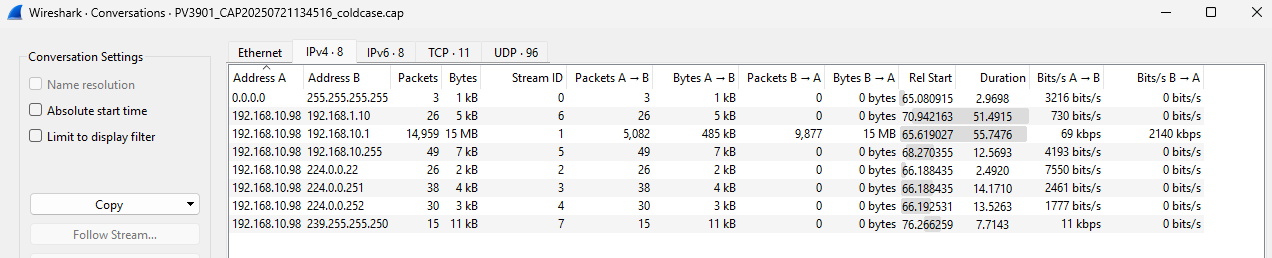 Wireshark · Conversations · PV3901_CAP20250721134516_coldcase.cap
Conversation Settings
Name resolution
Absolute start time
Limit to display filter
Copy
Follow Stream...
Ethernet IPv4 · 8 IPv6 · 8 TCP · 11 UDP · 96
Address A Address B Packets Bytes Stream ID Packets A → B Bytes A → B Packets B → A Bytes B → A Rel Start Duration Bits/s A → B Bits/s B → A
0.0.0.0 255.255.255.255 3 1 kB 0 3 1 kB 0 0 bytes 65.080915 2.9698 3216 bits/s 0 bits/s
192.168.10.98 192.168.1.10 26 5 kB 6 26 5 kB 0 0 bytes 70.942163 51.4915 730 bits/s 0 bits/s
192.168.10.98 192.168.10.1 14,959 15 MB 1 5,082 485 kB 9,877 15 MB 65.619027 55.7476 69 kbps 2140 kbps
192.168.10.98 192.168.10.255 49 7 kB 5 49 7 kB 0 0 bytes 68.270355 12.5693 4193 bits/s 0 bits/s
192.168.10.98 224.0.0.22 26 2 kB 2 26 2 kB 0 0 bytes 66.188435 2.4920 7550 bits/s 0 bits/s
192.168.10.98 224.0.0.251 38 4 kB 3 38 4 kB 0 0 bytes 66.188435 14.1710 2461 bits/s 0 bits/s
192.168.10.98 224.0.0.252 30 3 kB 4 30 3 kB 0 0 bytes 66.192531 13.5263 1777 bits/s 0 bits/s
192.168.10.98 239.255.255.250 15 11 kB 7 15 11 kB 0 0 bytes 76.266259 7.7143 11 kbps 0 bits/s